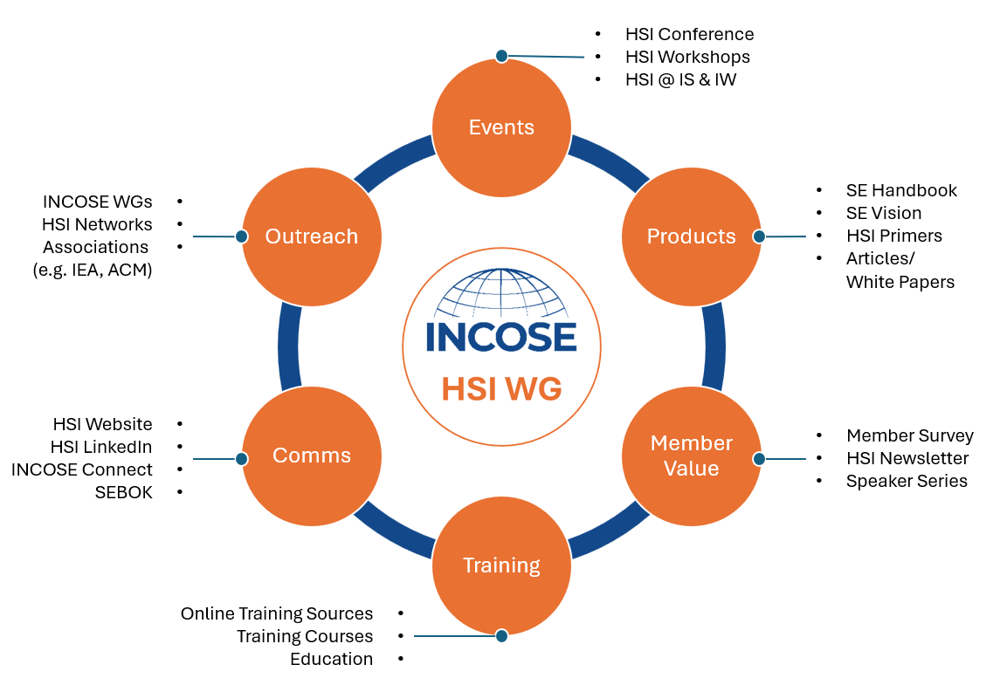 • HSI Conference
• HSI Workshops
• HSI @ IS & IW
Events
• SE Handbook
• SE Vision
• HSI Primers
• Articles/
White Papers
Products
• Member Survey
• HSI Newsletter
• Speaker Series
Member
Value
Training
Online Training Sources •
Training Courses •
Education •
Comms
HSI Website •
HSI LinkedIn •
INCOSE Connect •
SEBOK •
Outreach
INCOSE WGs •
HSI Networks •
Associations •
(e.g. IEA, ACM)
INCOSE
HSI WG